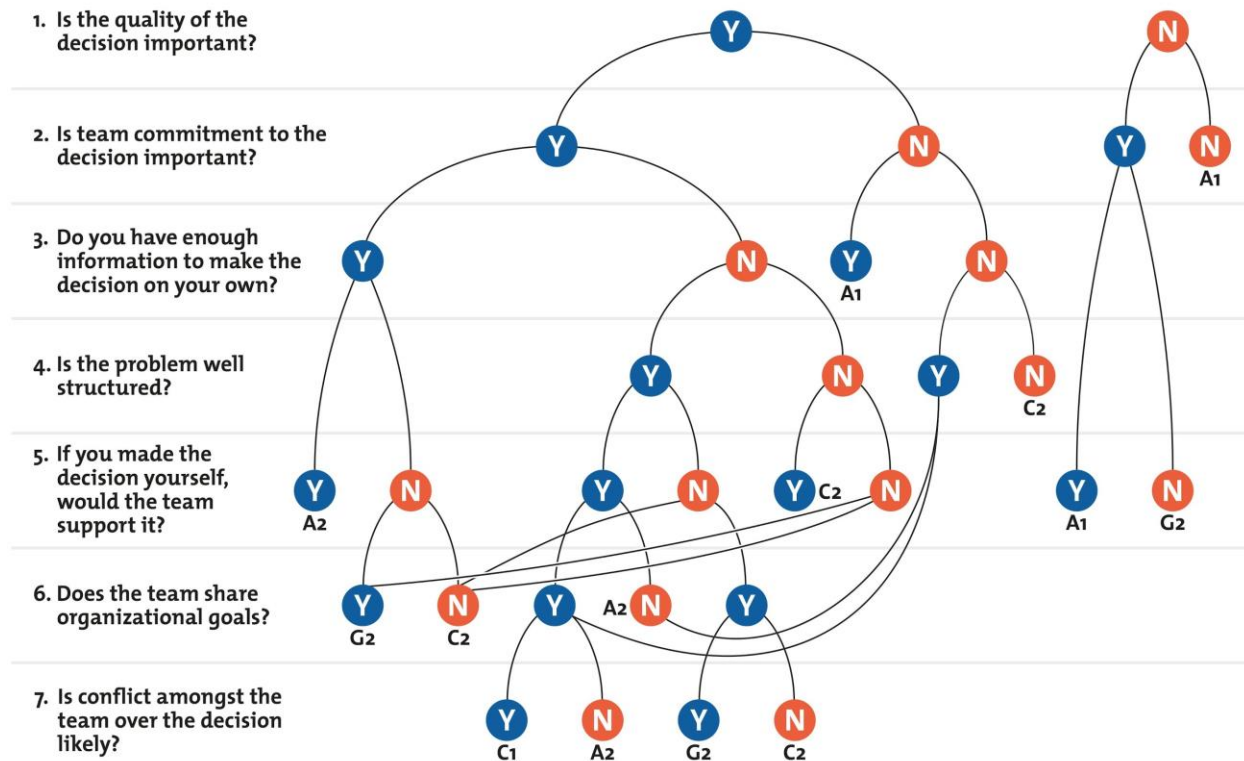 1. Is the quality of the
decision important?
Y
N
2. Is team commitment to the
decision important?
Y
N
Y
N
A1
3. Do you have enough
information to make the
decision on your own?
Y
N
Y
A1
N
4. Is the problem well
structured?
Y
N
Y
N
C2
5. If you made the
decision yourself,
would the team
support it?
Y
A2
N
Y
N
Y C2
N
Y
A1
N
G2
6. Does the team share
organizational goals?
Y
G2
N
C2
Y
A2 N
Y
7. Is conflict amongst the
team over the decision
likely?
Y
C1
N
A2
Y
G2
N
C2